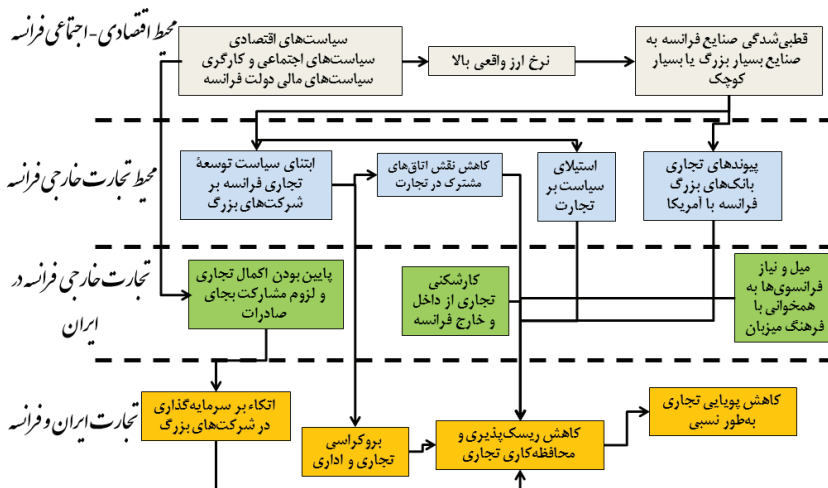 محیط اقتصادی-اجتماعی فرانسه
سیاست‌های اقتصادی
سیاست‌های اجتماعی و کارگری
سیاست‌های مالی دولت فرانسه
نرخ ارز واقعی بالا
قطبی‌شدگی صنایع فرانسه به
صنایع بسیار بزرگ یا بسیار
کوچک
محیط تجارت خارجی فرانسه
ابتنای سیاست توسعهٔ
تجاری فرانسه بر
شرکت‌های بزرگ
کاهش نقش اتاق‌های
مشترک در تجارت
استیلای
سیاست بر
تجارت
پیوندهای تجاری
بانک‌های بزرگ
فرانسه با آمریکا
تجارت خارجی فرانسه در
ایران
پایین بودن اکمال تجاری
و لزوم مشارکت بجای
صادرات
کارشکنی
تجاری از داخل
و خارج فرانسه
میل و نیاز
فرانسوی‌ها به
همخوانی با
فرهنگ میزبان
تجارت ایران و فرانسه
اتکاء بر سرمایه‌گذاری
در شرکت‌های بزرگ
بروکراسی
تجاری و اداری
کاهش ریسک‌پذیری و
محافظه‌کاری تجاری
کاهش پویایی تجاری
به‌طور نسبی